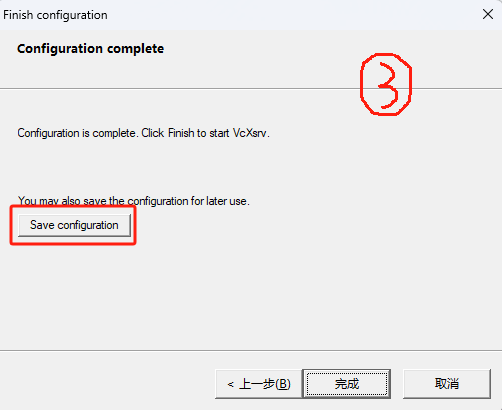 Finish configuration
Configuration complete
3
Configuration is complete. Click Finish to start VcXsrv.
You may also save the configuration for later use.
Save configuration
< 上一步(B) 完成 取消